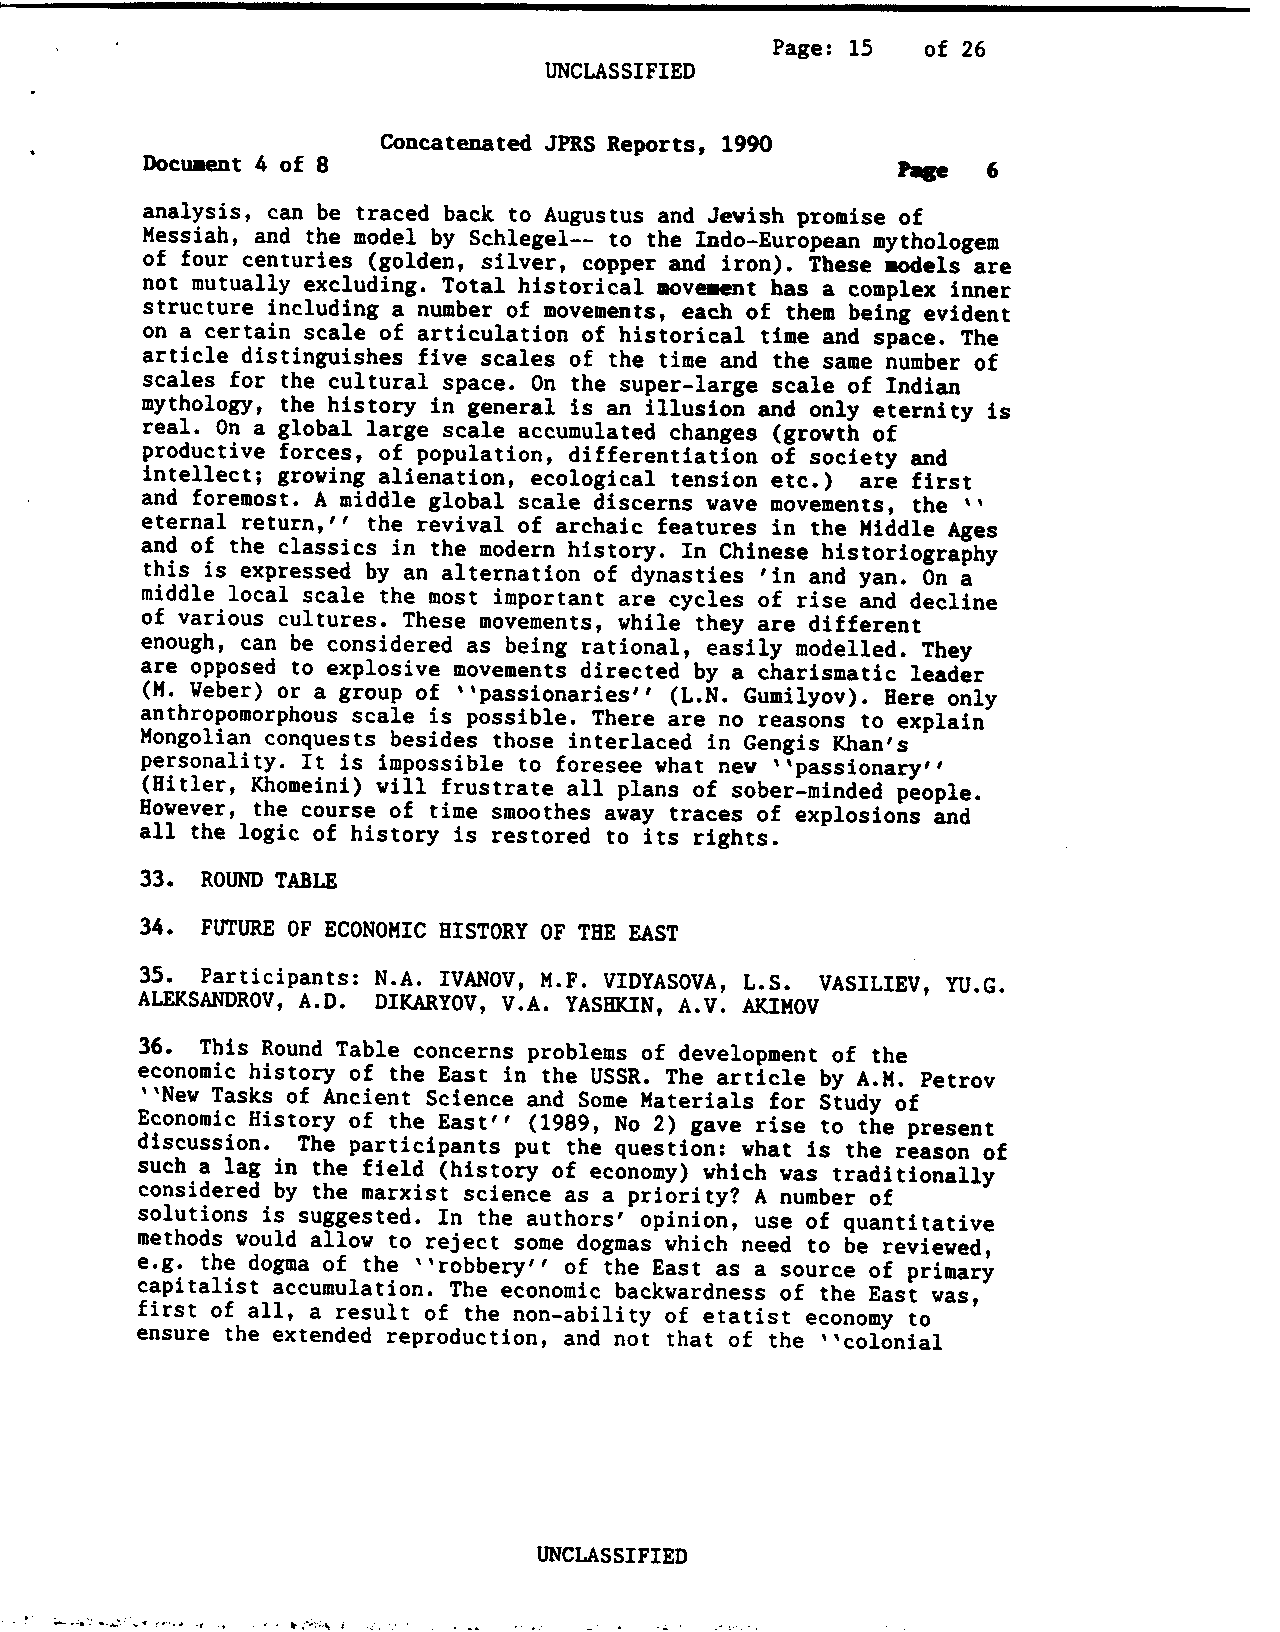 Page: 15 of 26
UNCLASSIFIED
Concatenated JPRS Reports, 1990
Document 4 of 8 Page 6
analysis, can be traced back to Augustus and Jewish promise of
Messiah, and the model by Schlegel-- to the Indo-European mythologem
of four centuries (golden, silver, copper and iron). These models are
not mutually excluding. Total historical movement has a complex inner
structure including a number of movements, each of them being evident
on a certain scale of articulation of historical time and space. The
article distinguishes five scales of the time and the same number of
scales for the cultural space. On the super-large scale of Indian
mythology, the history in general is an illusion and only eternity is
real. On a global large scale accumulated changes (growth of
productive forces, of population, differentiation of society and
intellect; growing alienation, ecological tension etc.) are first
and foremost. A middle global scale discerns wave movements, the ``
eternal return,'' the revival of archaic features in the Middle Ages
and of the classics in the modern history. In Chinese historiography
this is expressed by an alternation of dynasties 'in and yan. On a
middle local scale the most important are cycles of rise and decline
of various cultures. These movements, while they are different
enough, can be considered as being rational, easily modelled. They
are opposed to explosive movements directed by a charismatic leader
(M. Weber) or a group of ``passionaries'' (L.N. Gumilyov). Here only
anthropomorphous scale is possible. There are no reasons to explain
Mongolian conquests besides those interlaced in Gengis Khan's
personality. It is impossible to foresee what new ``passionary''
(Hitler, Khomeini) will frustrate all plans of sober-minded people.
However, the course of time smoothes away traces of explosions and
all the logic of history is restored to its rights.
33. ROUND TABLE
34. FUTURE OF ECONOMIC HISTORY OF THE EAST
35. Participants: N.A. IVANOV, M.F. VIDYASOVA, L.S. VASILIEV, YU.G.
ALEKSANDROV, A.D. DIKARYOV, V.A. YASHKIN, A.V. AKIMOV
36. This Round Table concerns problems of development of the
economic history of the East in the USSR. The article by A.M. Petrov
``New Tasks of Ancient Science and Some Materials for Study of
Economic History of the East'' (1989, No 2) gave rise to the present
discussion. The participants put the question: what is the reason of
such a lag in the field (history of economy) which was traditionally
considered by the marxist science as a priority? A number of
solutions is suggested. In the authors' opinion, use of quantitative
methods would allow to reject some dogmas which need to be reviewed,
e.g. the dogma of the ``robbery'' of the East as a source of primary
capitalist accumulation. The economic backwardness of the East was,
first of all, a result of the non-ability of etatist economy to
ensure the extended reproduction, and not that of the ``colonial
UNCLASSIFIED